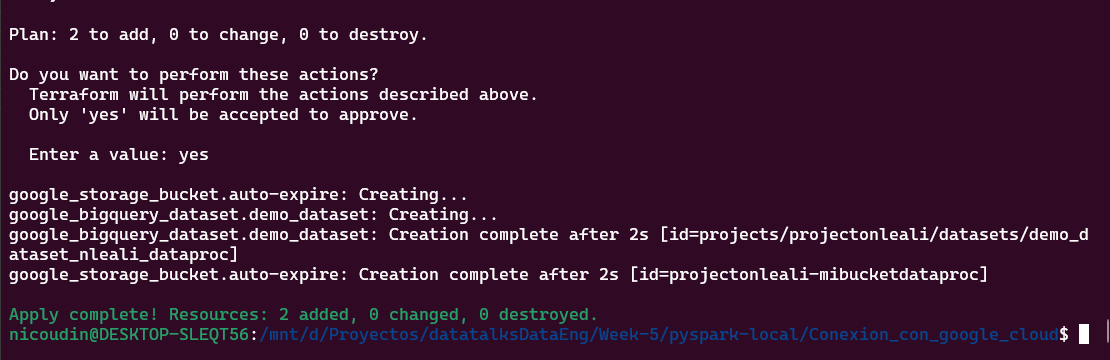 Plan: 2 to add, 0 to change, 0 to destroy.
Do you want to perform these actions?
  Terraform will perform the actions described above.
  Only 'yes' will be accepted to approve.
  Enter a value: yes
google_storage_bucket.auto-expire: Creating...
google_bigquery_dataset.demo_dataset: Creating...
google_bigquery_dataset.demo_dataset: Creation complete after 2s [id=projects/projectonleali/datasets/demo_d
ataset_nleali_dataproc]
google_storage_bucket.auto-expire: Creation complete after 2s [id=projectonleali-mibucketdataproc]
Apply complete! Resources: 2 added, 0 changed, 0 destroyed.
nicoudin@DESKTOP-SLEQT56:/mnt/d/Proyectos/datatalksDataEng/Week-5/pyspark-local/Conexion_con_google_cloud$